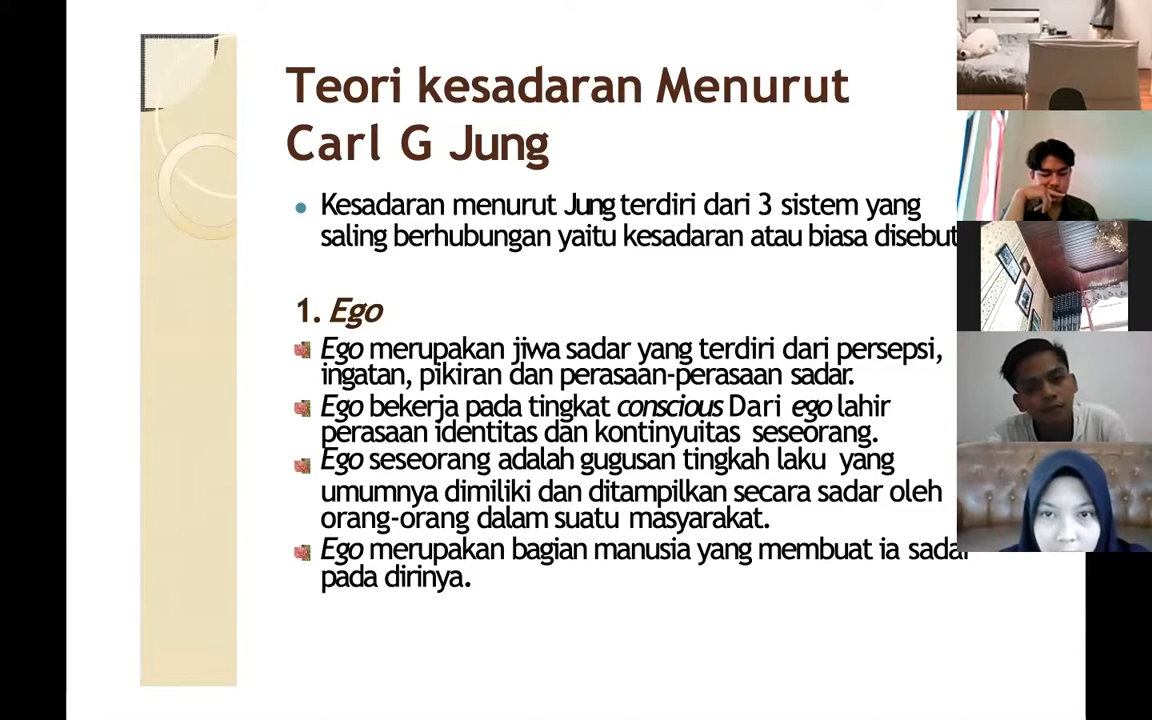 Teori kesadaran Menurut
Carl G Jung
Kesadaran menurut Jung terdiri dari 3 sistem yang
saling berhubungan yaitu kesadaran atau biasa disebut
1. Ego
Ego merupakan jiwa sadar yang terdiri dari persepsi,
ingatan, pikiran dan perasaan-perasaan sadar.
Ego bekerja pada tingkat conscious Dari ego lahir
perasaan identitas dan kontinyuitas seseorang.
Ego seseorang adalah gugusan tingkah laku yang
umumnya dimiliki dan ditampilkan secara sadar oleh
orang-orang dalam suatu masyarakat.
Ego merupakan bagian manusia yang membuat ia sadar
pada dirinya.